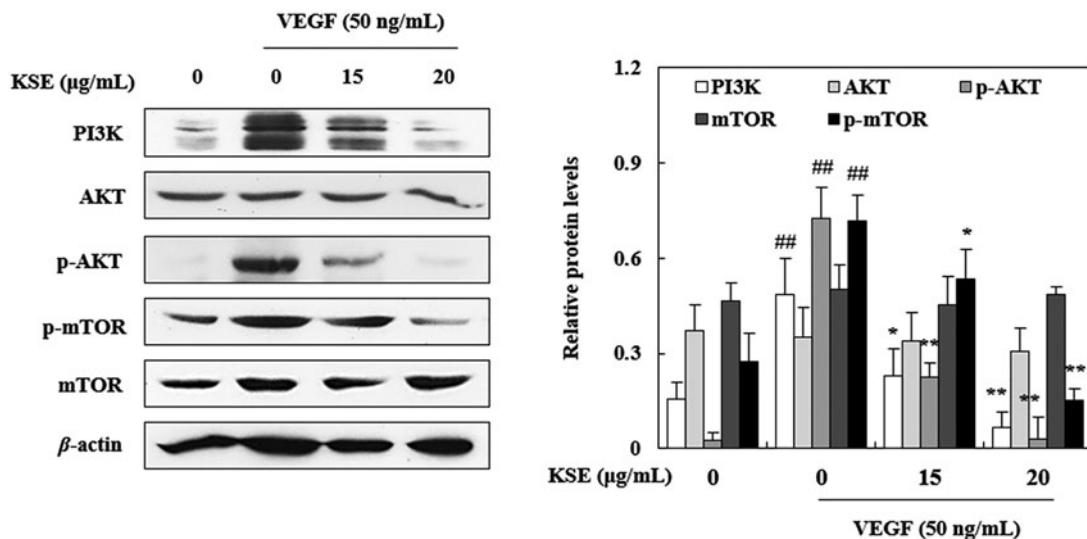 VEGF (50 ng/mL)
KSE (µg/mL) 0 0 15 20
PI3K
AKT
p-AKT
p-mTOR
mTOR
β-actin
1.2
0.9
0.6
0.3
0
Relative protein levels
PI3K AKT p-AKT
mTOR p-mTOR
## ## ##
* ** *
** ** **
KSE (µg/mL) 0 0 15 20
VEGF (50 ng/mL)